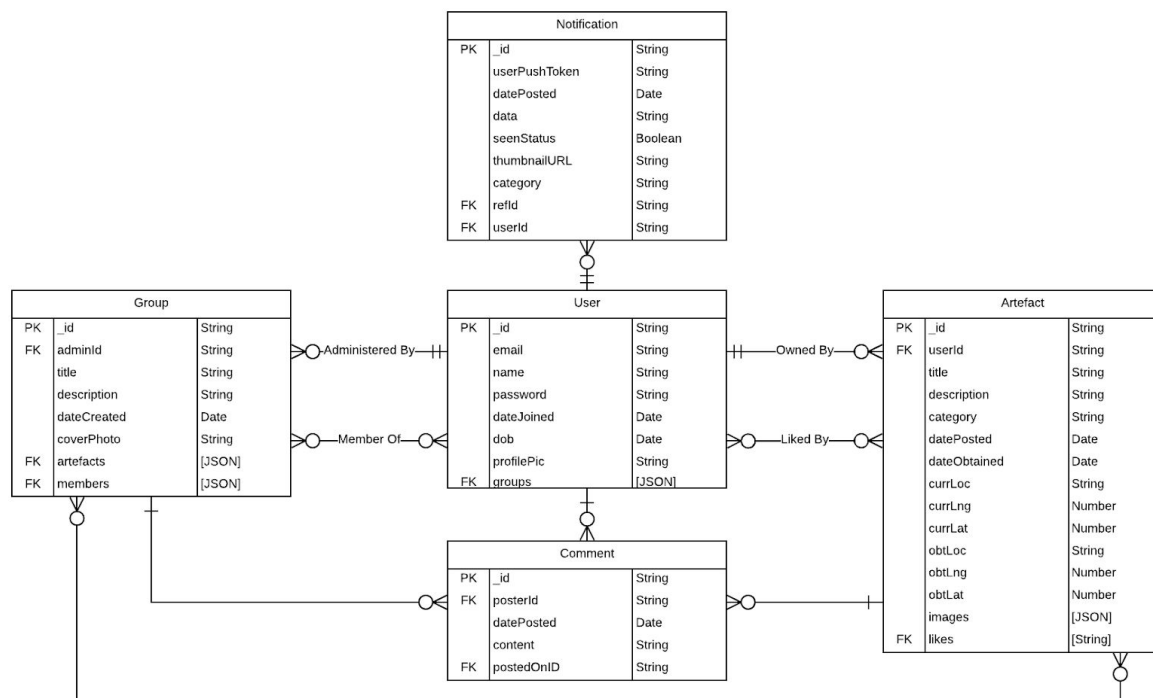 Notification
PK _id String
userPushToken String
datePosted Date
data String
seenStatus Boolean
thumbnailURL String
category String
FK refId String
FK userId String
Group
PK _id String
FK adminId String
title String
description String
dateCreated Date
coverPhoto String
FK artefacts [JSON]
FK members [JSON]
Administered By
Member Of
User
PK _id String
email String
name String
password String
dateJoined Date
dob Date
profilePic String
FK groups [JSON]
Owned By
Liked By
Artefact
PK _id String
FK userId String
title String
description String
category String
datePosted Date
dateObtained Date
currLoc String
currLng Number
currLat Number
obtLoc String
obtLng Number
obtLat Number
images [JSON]
FK likes [String]
Comment
PK _id String
FK posterId String
datePosted Date
content String
FK postedOnID String